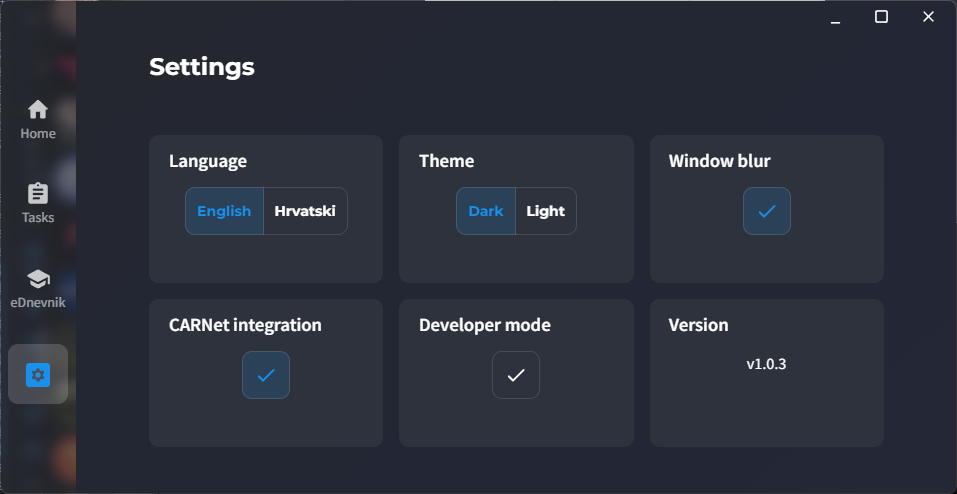 Settings
Home
Tasks
eDnevnik
Language
English Hrvatski
Theme
Dark Light
Window blur
CARNet integration
Developer mode
Version
v1.0.3